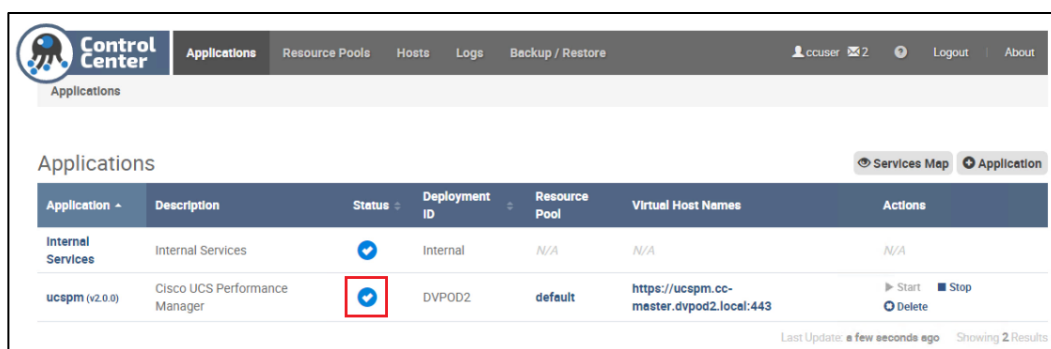 Control
Center
Applications Resource Pools Hosts Logs Backup / Restore ccuser 2 ? Logout | About
Applications
Applications
Services Map Application
Application Description Status Deployment ID Resource Pool Virtual Host Names Actions
Internal Services Internal Services Internal N/A N/A N/A
ucspm (v2.0.0) Cisco UCS Performance Manager DVPOD2 default https://ucspm.cc-master.dvpod2.local:443 Start Stop
Delete
Last Update: a few seconds ago Showing 2 Results